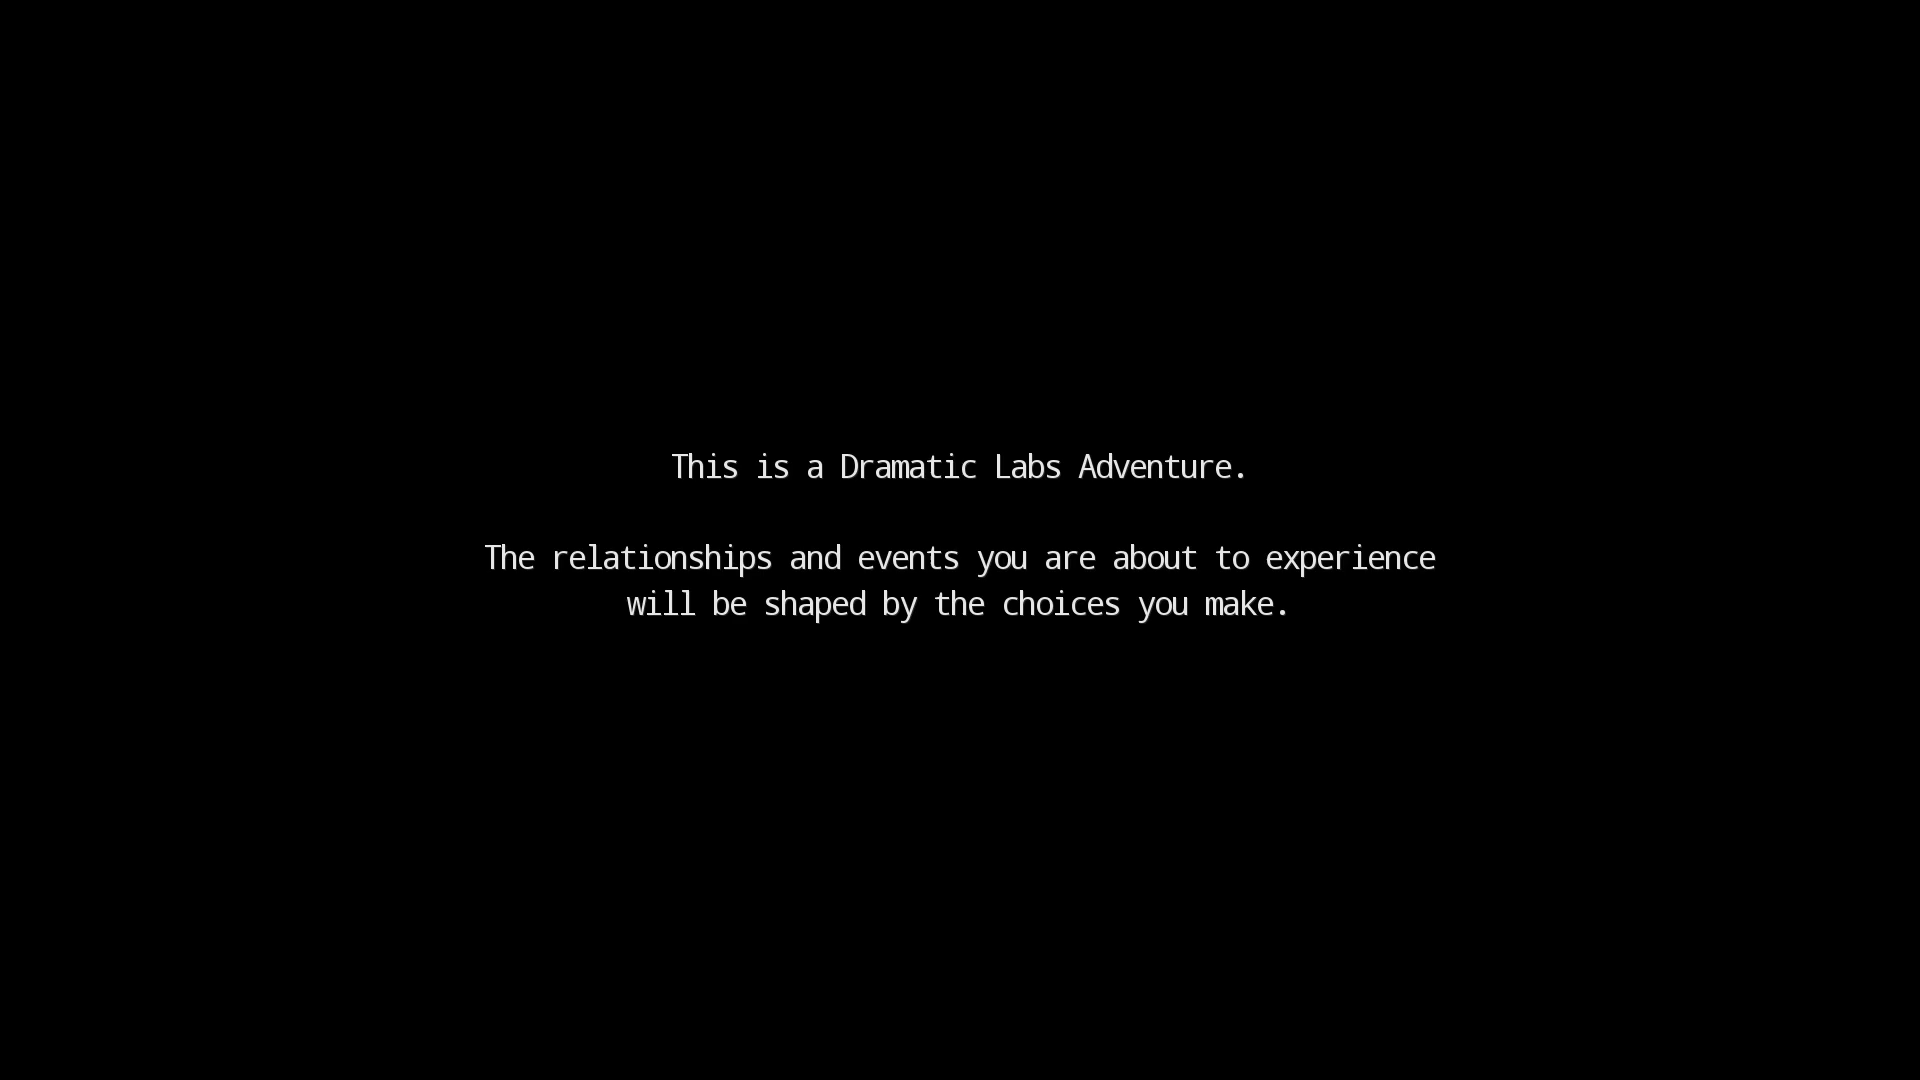 This is a Dramatic Labs Adventure.
The relationships and events you are about to experience
will be shaped by the choices you make.